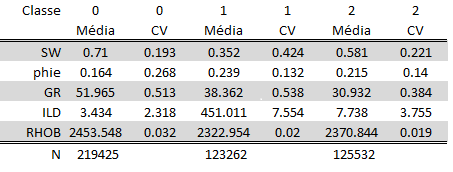 Classe 0 0 1 1 2 2
Média CV Média CV Média CV
SW 0.71 0.193 0.352 0.424 0.581 0.221
phie 0.164 0.268 0.239 0.132 0.215 0.14
GR 51.965 0.513 38.362 0.538 30.932 0.384
ILD 3.434 2.318 451.011 7.554 7.738 3.755
RHOB 2453.548 0.032 2322.954 0.02 2370.844 0.019
N 219425 123262 125532